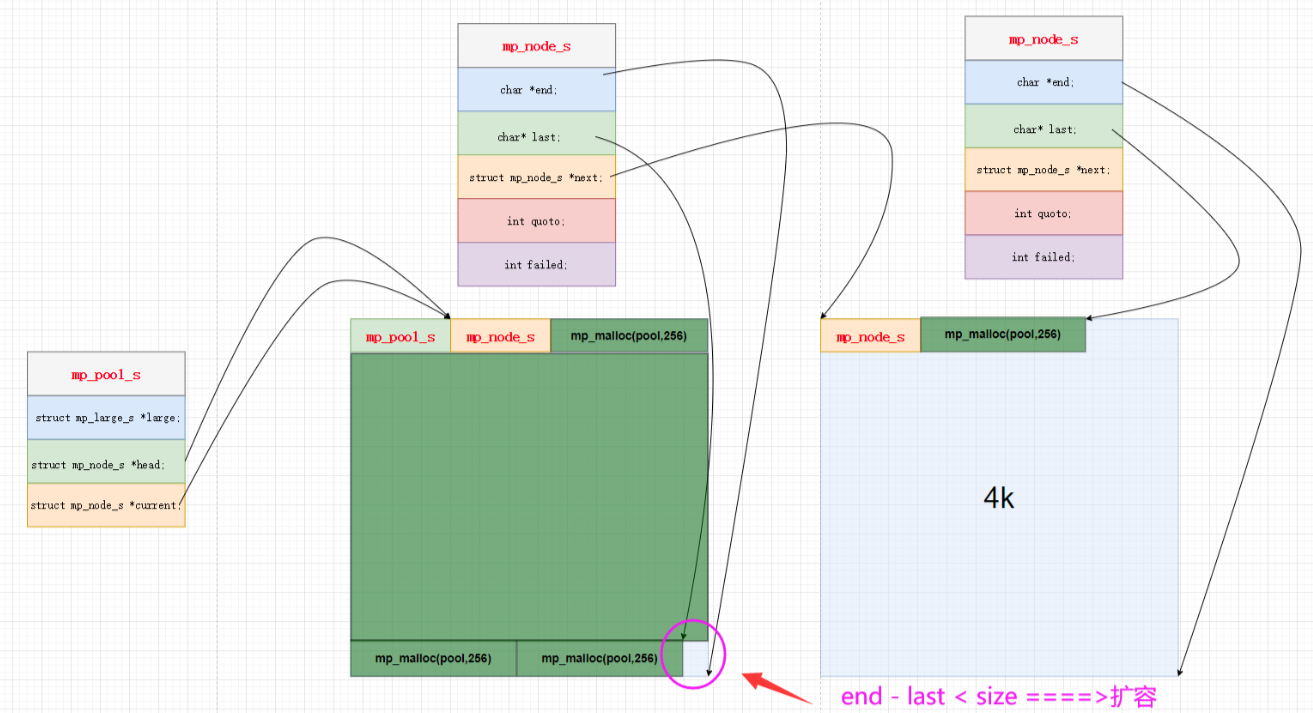 mp_node_s
char *end;
char* last;
struct mp_node_s *next;
int quoto;
int failed;
mp_node_s
char *end;
char* last;
struct mp_node_s *next;
int quoto;
int failed;
mp_pool_s
struct mp_large_s *large;
struct mp_node_s *head;
struct mp_node_s *current;
mp_pool_s
mp_node_s
mp_malloc(pool,256)
mp_malloc(pool,256)
mp_malloc(pool,256)
mp_node_s
mp_malloc(pool,256)
4k
end - last < size ====>扩容